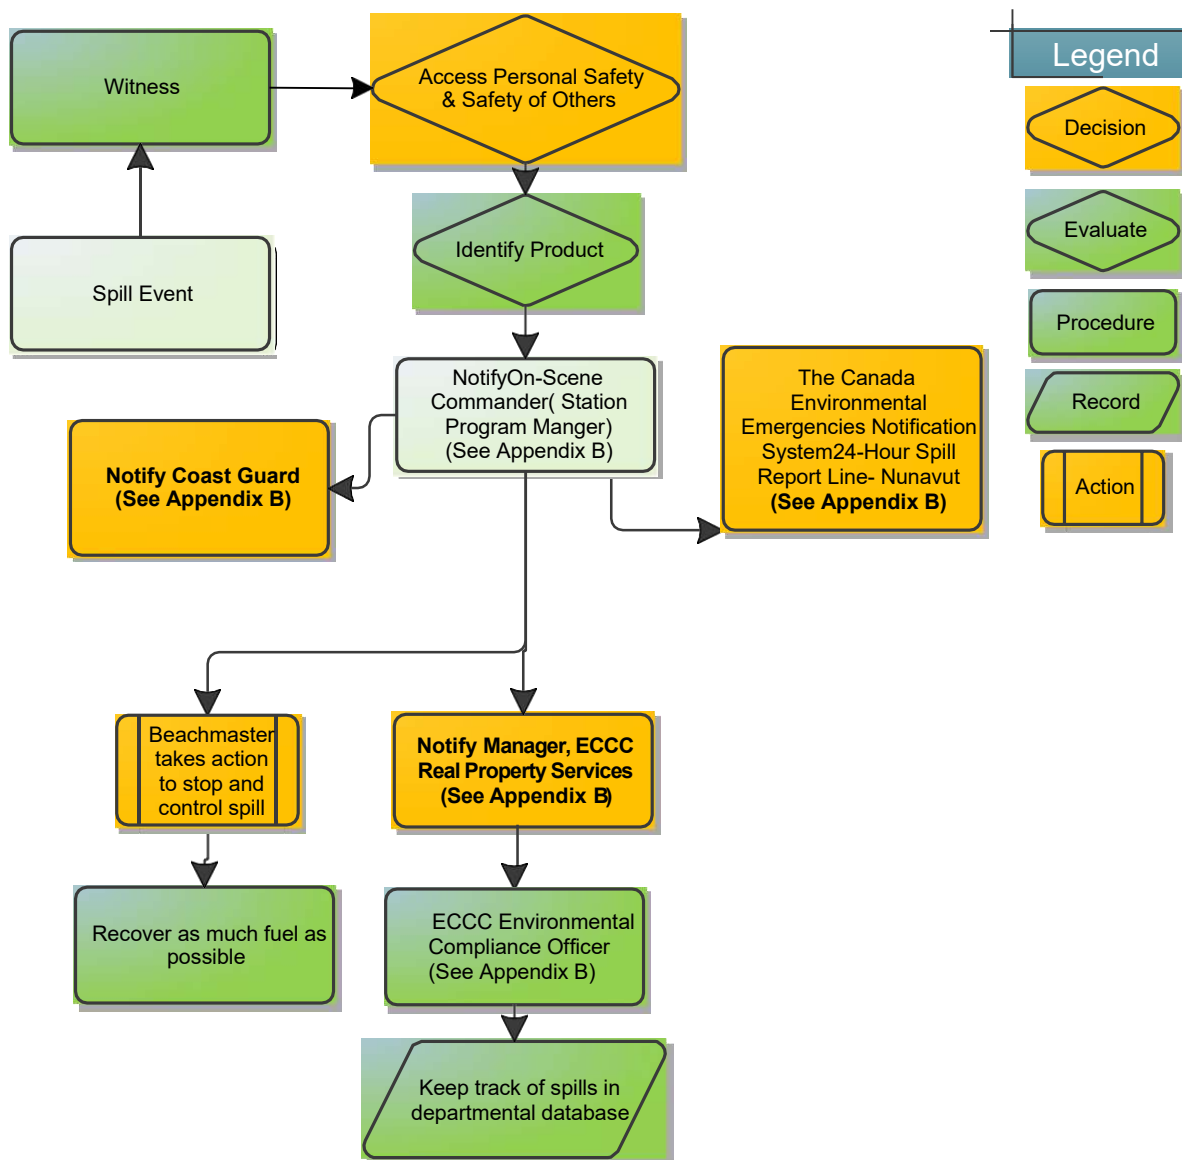 Witness
Access Personal Safety
& Safety of Others
Legend
Decision
Evaluate
Procedure
Record
Action
Identify Product
Spill Event
NotifyOn-Scene
Commander( Station
Program Manger)
(See Appendix B)
The Canada
Environmental
Emergencies Notification
System24-Hour Spill
Report Line- Nunavut
(See Appendix B)
Notify Coast Guard
(See Appendix B)
Beachmaster
takes action
to stop and
control spill
Notify Manager, ECCC
Real Property Services
(See Appendix B)
Recover as much fuel as
possible
ECCC Environmental
Compliance Officer
(See Appendix B)
Keep track of spills in
departmental database